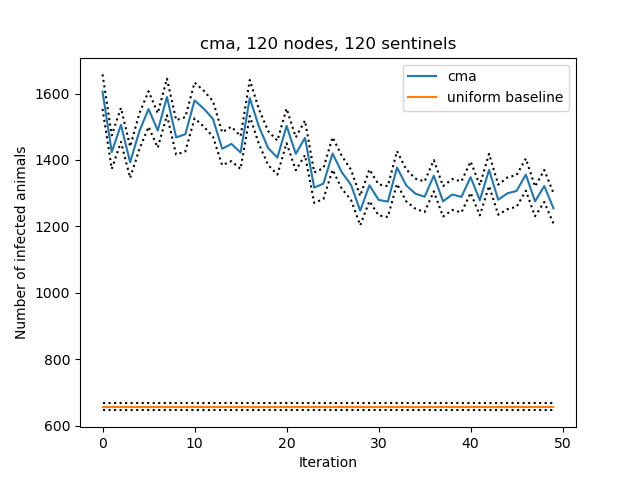 cma, 120 nodes, 120 sentinels
cma
uniform baseline
1600
1400
1200
1000
800
600
Number of infected animals
0 10 20 30 40 50
Iteration